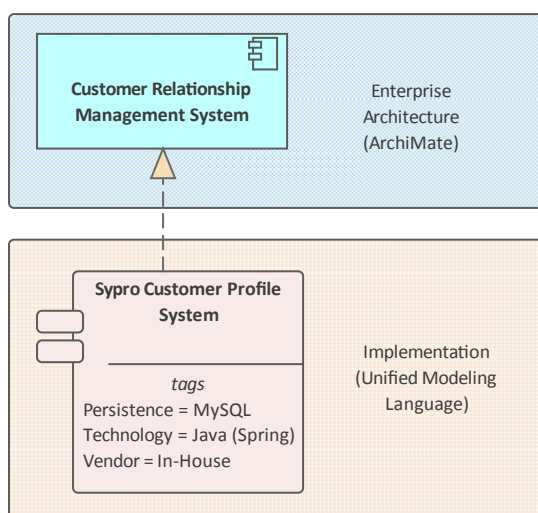 Customer Relationship
Management System
Enterprise
Architecture
(ArchiMate)
Sypro Customer Profile
System
tags
Persistence = MySQL
Technology = Java (Spring)
Vendor = In-House
Implementation
(Unified Modeling
Language)